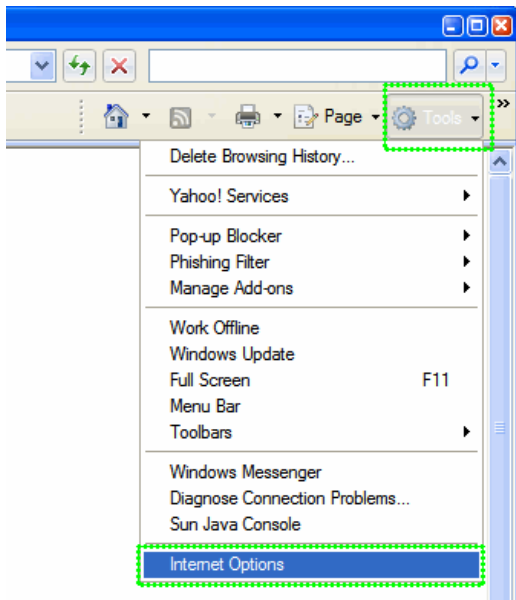 Page
Tools
»
Delete Browsing History...
Yahoo! Services
Pop-up Blocker
Phishing Filter
Manage Add-ons
Work Offline
Windows Update
Full Screen F11
Menu Bar
Toolbars
Windows Messenger
Diagnose Connection Problems...
Sun Java Console
Internet Options